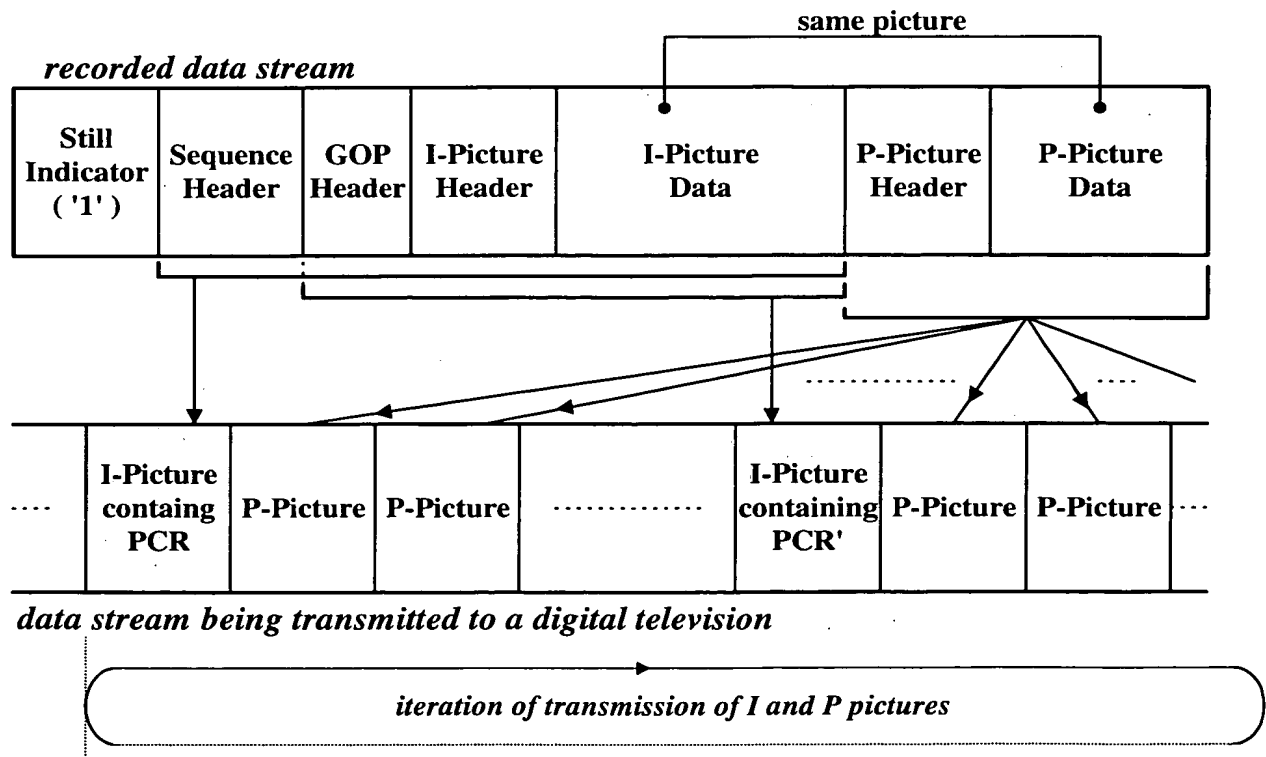 same picture
recorded data stream
Still
Indicator
( '1' )
Sequence
Header
GOP
Header
I-Picture
Header
I-Picture
Data
P-Picture
Header
P-Picture
Data
I-Picture
containg
PCR
P-Picture
P-Picture
I-Picture
containing
PCR'
P-Picture
P-Picture
data stream being transmitted to a digital television
iteration of transmission of I and P pictures